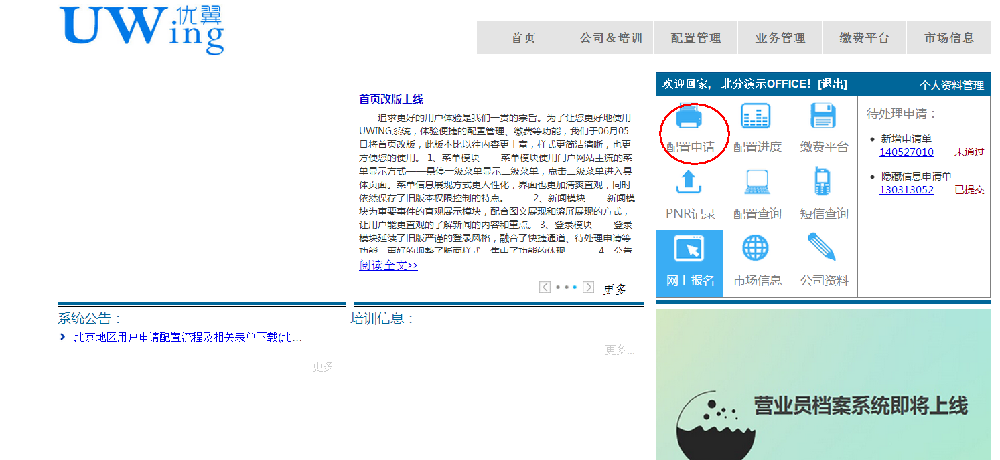 UWing 优翼
首页 公司&培训 配置管理 业务管理 缴费平台 市场信息
首页改版上线
追求更好的用户体验是我们一贯的宗旨。为了让您更好地使用
UWING系统，体验便捷的配置管理、缴费等功能，我们于06月05
日将首页改版，此版本比以往内容更丰富，样式更简洁清晰，也更
方便您的使用。 1、菜单模块 菜单模块使用门户网站主流的菜
单显示方式——悬停一级菜单显示二级菜单，点击二级菜单进入具
体页面。菜单信息展现方式更人性化，界面也更加清爽直观，同时
依然保存了旧版本权限控制的特点。 2、新闻模块 新闻模
块为重要事件的直观展示模块，配合图文展现和滚屏展现的方式，
让用户能更直观的了解新闻的内容和重点。 3、登录模块 登录
模块延续了旧版严谨的登录风格，融合了快捷通道、待处理申请等
功能，更好的规整了版面样式，集中了功能的体现。 4、公告
阅读全文>>
更多
欢迎回家， 北分演示OFFICE！[退出] 个人资料管理
配置申请 配置进度 缴费平台
PNR记录 配置查询 短信查询
网上报名 市场信息 公司资料
待处理申请：
新增申请单
140527010 未通过
隐藏信息申请单
130313052 已提交
系统公告：
北京地区用户申请配置流程及相关表单下载(北...
更多...
培训信息：
更多...
营业员档案系统即将上线